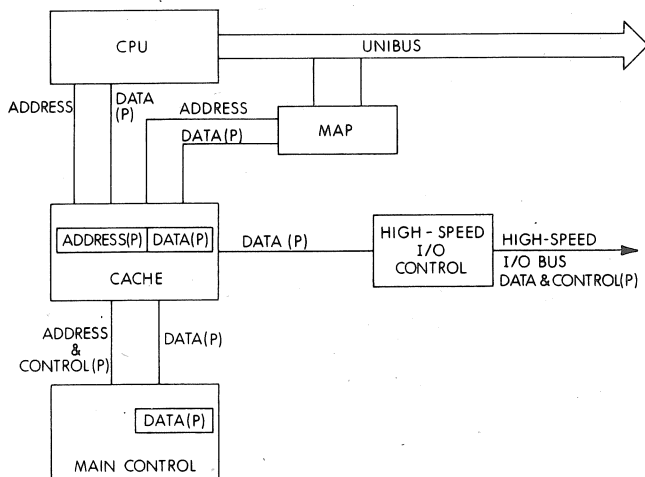 CPU
UNIBUS
ADDRESS
DATA
(P)
ADDRESS
DATA(P)
MAP
ADDRESS(P)
DATA(P)
CACHE
DATA (P)
HIGH - SPEED
I/O
CONTROL
HIGH-SPEED
I/O BUS
DATA & CONTROL(P)
ADDRESS
&
CONTROL(P)
DATA(P)
DATA(P)
MAIN CONTROL